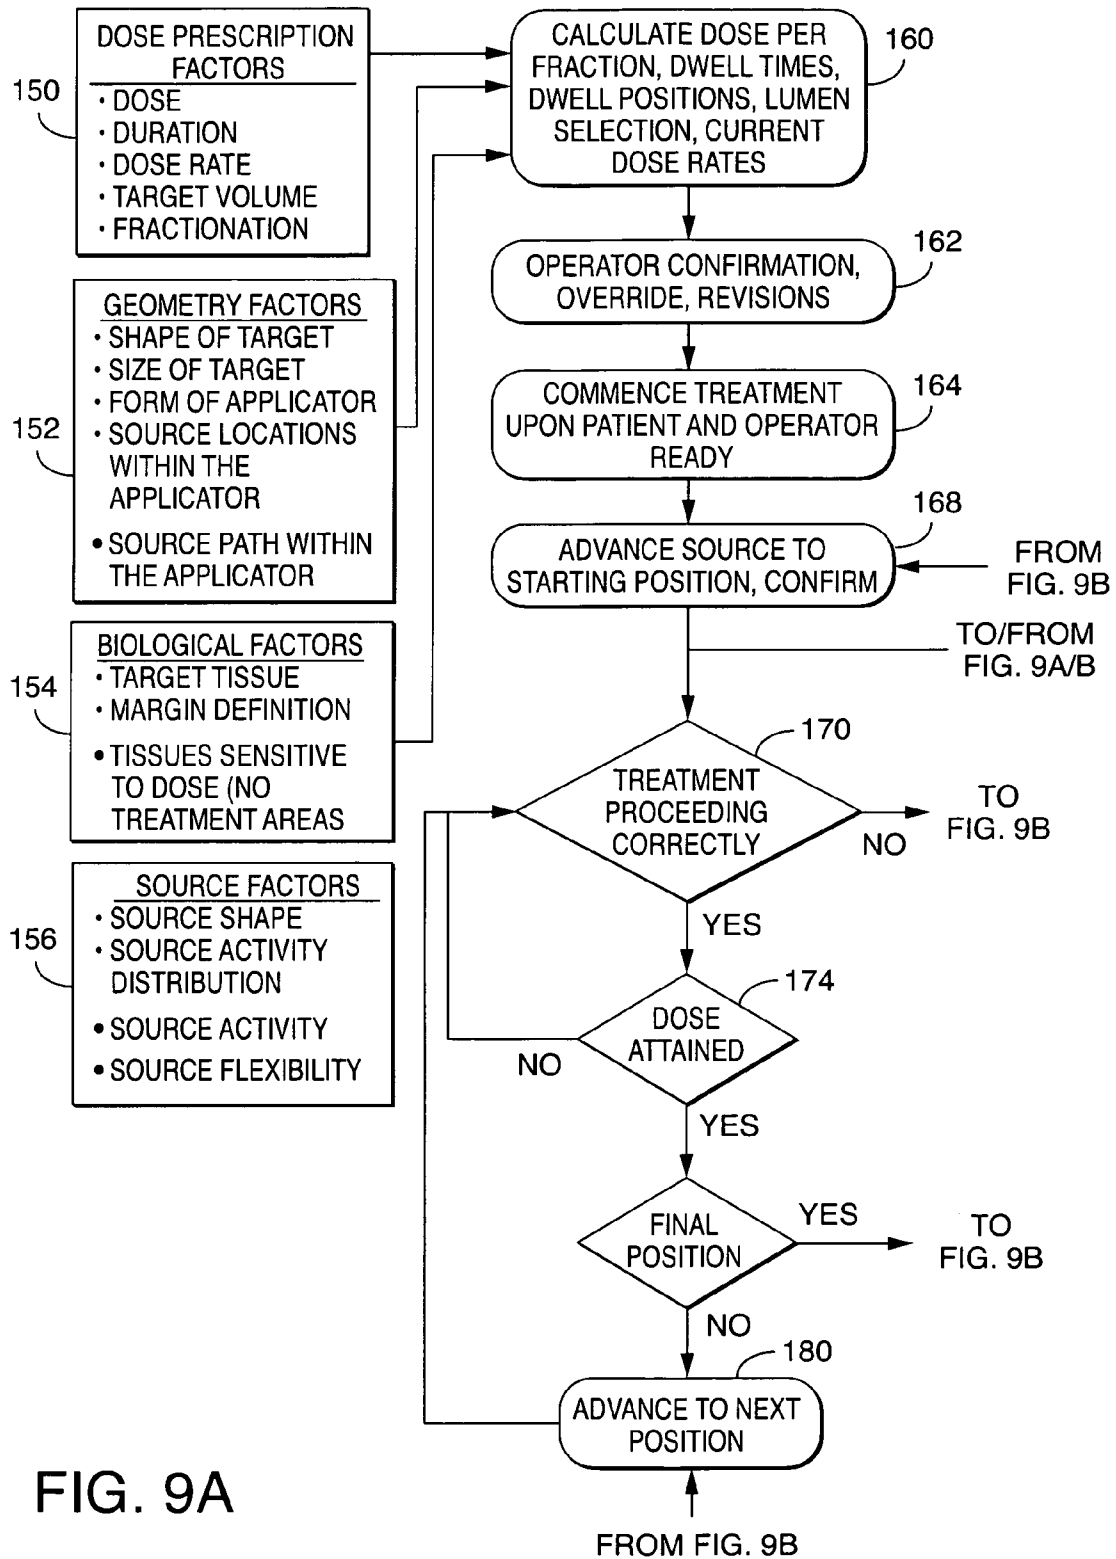 DOSE PRESCRIPTION
FACTORS
• DOSE
• DURATION
• DOSE RATE
• TARGET VOLUME
• FRACTIONATION
150
GEOMETRY FACTORS
• SHAPE OF TARGET
• SIZE OF TARGET
• FORM OF APPLICATOR
• SOURCE LOCATIONS
WITHIN THE
APPLICATOR
• SOURCE PATH WITHIN
THE APPLICATOR
152
BIOLOGICAL FACTORS
• TARGET TISSUE
• MARGIN DEFINITION
• TISSUES SENSITIVE
TO DOSE (NO
TREATMENT AREAS
154
SOURCE FACTORS
• SOURCE SHAPE
• SOURCE ACTIVITY
DISTRIBUTION
• SOURCE ACTIVITY
• SOURCE FLEXIBILITY
156
CALCULATE DOSE PER
FRACTION, DWELL TIMES,
DWELL POSITIONS, LUMEN
SELECTION, CURRENT
DOSE RATES
160
OPERATOR CONFIRMATION,
OVERRIDE, REVISIONS
162
COMMENCE TREATMENT
UPON PATIENT AND OPERATOR
READY
164
ADVANCE SOURCE TO
STARTING POSITION, CONFIRM
168
FROM
FIG. 9B
TO/FROM
FIG. 9A/B
TREATMENT
PROCEEDING
CORRECTLY
170
NO
TO
FIG. 9B
YES
DOSE
ATTAINED
174
NO
YES
FINAL
POSITION
YES
TO
FIG. 9B
NO
ADVANCE TO NEXT
POSITION
180
FROM FIG. 9B
FIG. 9A